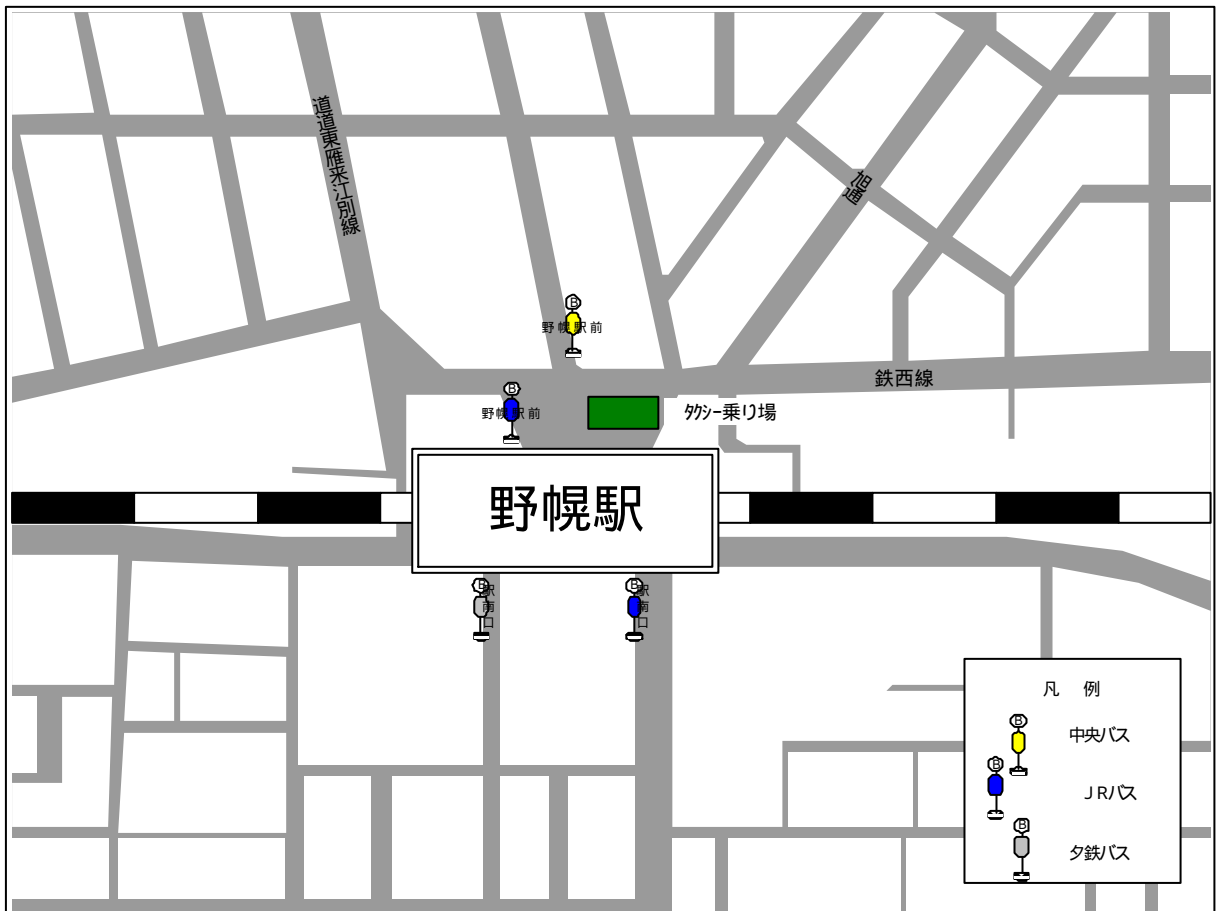 道道東雁来江別線
旭通
B
野幌駅前
鉄西線
B
野幌駅前
タクシー乗り場
野幌駅
B
駅南口
B
駅南口
凡 例
B
中央バス
B
JRバス
B
夕鉄バス